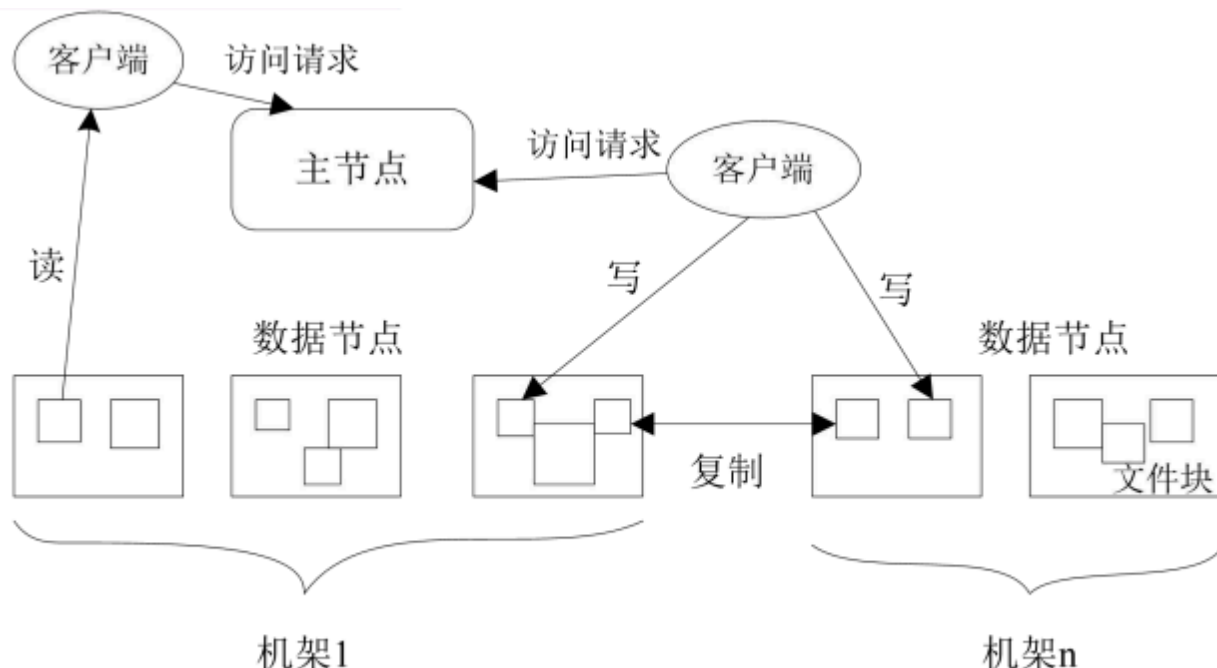 客户端
访问请求
主节点
访问请求
客户端
读
写
写
数据节点
数据节点
复制
文件块
机架1
机架n